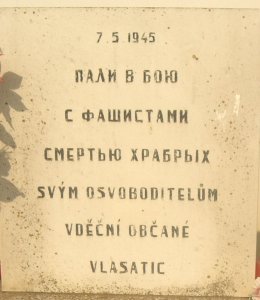 7.5.1945
ПАЛИ В БОЮ
С ФАШИСТАМИ
СМЕРТЬЮ ХРАБРЫХ
SVÝM OSVOBODITELŮM
VDĚČNÍ OBČANÉ
VLASATIC